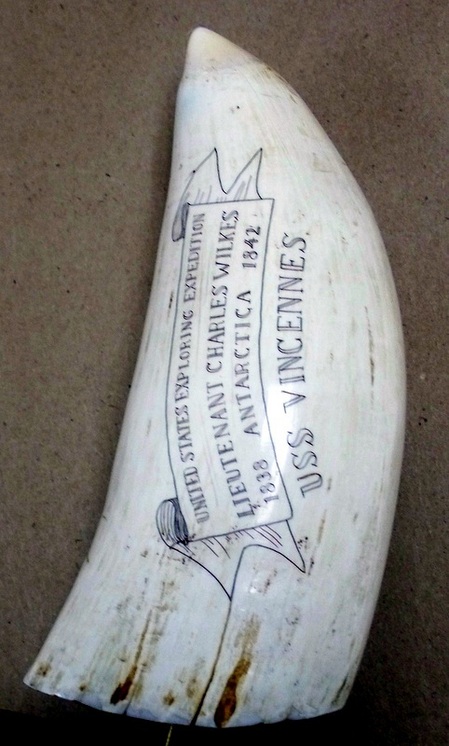 UNITED STATES EXPLORING EXPEDITION
LIEUTENANT CHARLES WILKES
1838 ANTARCTICA 1842
USS VINCENNES